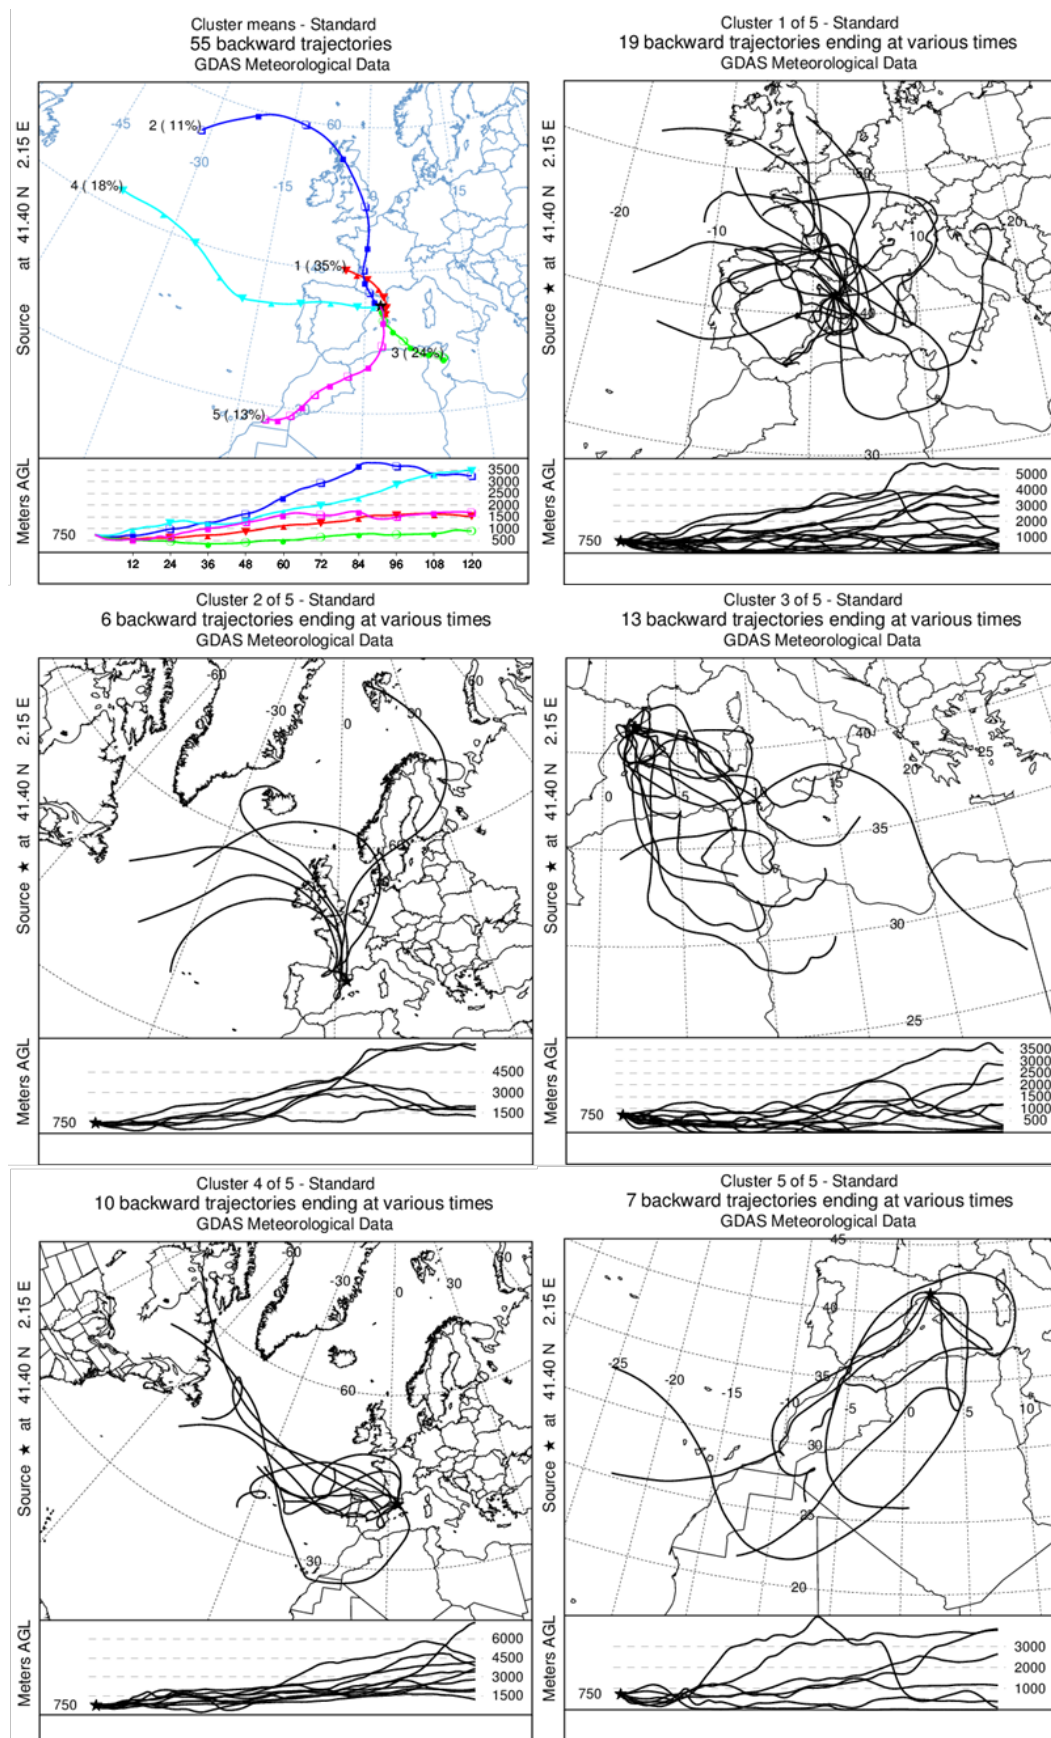 Cluster means - Standard
55 backward trajectories
GDAS Meteorological Data
Source ★ at 41.40 N 2.15 E
-45
2 ( 11%)
60
-30
4 ( 18%)
-15
15
1 ( 35%)
3 ( 24%)
5 ( 13%)
Meters AGL
3500
3000
2500
2000
1500
1000
500
750
12 24 36 48 60 72 84 96 108 120
Cluster 1 of 5 - Standard
19 backward trajectories ending at various times
GDAS Meteorological Data
Source ★ at 41.40 N 2.15 E
50
-20
-10
10
20
40
30
Meters AGL
5000
4000
3000
2000
1000
750
Cluster 2 of 5 - Standard
6 backward trajectories ending at various times
GDAS Meteorological Data
Source ★ at 41.40 N 2.15 E
-60
-30
0
30
60
60
Meters AGL
4500
3000
1500
750
Cluster 3 of 5 - Standard
13 backward trajectories ending at various times
GDAS Meteorological Data
Source ★ at 41.40 N 2.15 E
40
25
20
15
10
5
0
35
30
25
Meters AGL
3500
3000
2500
2000
1500
1000
500
750
Cluster 4 of 5 - Standard
10 backward trajectories ending at various times
GDAS Meteorological Data
Source ★ at 41.40 N 2.15 E
-60
-30
0
30
60
60
30
Meters AGL
6000
4500
3000
1500
750
Cluster 5 of 5 - Standard
7 backward trajectories ending at various times
GDAS Meteorological Data
Source ★ at 41.40 N 2.15 E
45
40
-25
-20
-15
35
-10
-5
0
5
10
30
25
20
Meters AGL
3000
2000
1000
750